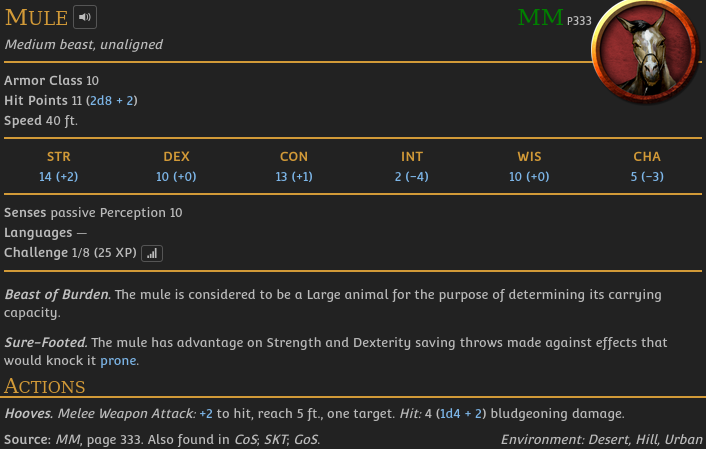 Mule MM P333
Medium beast, unaligned
Armor Class 10
Hit Points 11 (2d8 + 2)
Speed 40 ft.
STR DEX CON INT WIS CHA
14 (+2) 10 (+0) 13 (+1) 2 (−4) 10 (+0) 5 (−3)
Senses passive Perception 10
Languages —
Challenge 1/8 (25 XP)
Beast of Burden. The mule is considered to be a Large animal for the purpose of determining its carrying
capacity.
Sure-Footed. The mule has advantage on Strength and Dexterity saving throws made against effects that
would knock it prone.
Actions
Hooves. Melee Weapon Attack: +2 to hit, reach 5 ft., one target. Hit: 4 (1d4 + 2) bludgeoning damage.
Source: MM, page 333. Also found in CoS; SKT; GoS. Environment: Desert, Hill, Urban